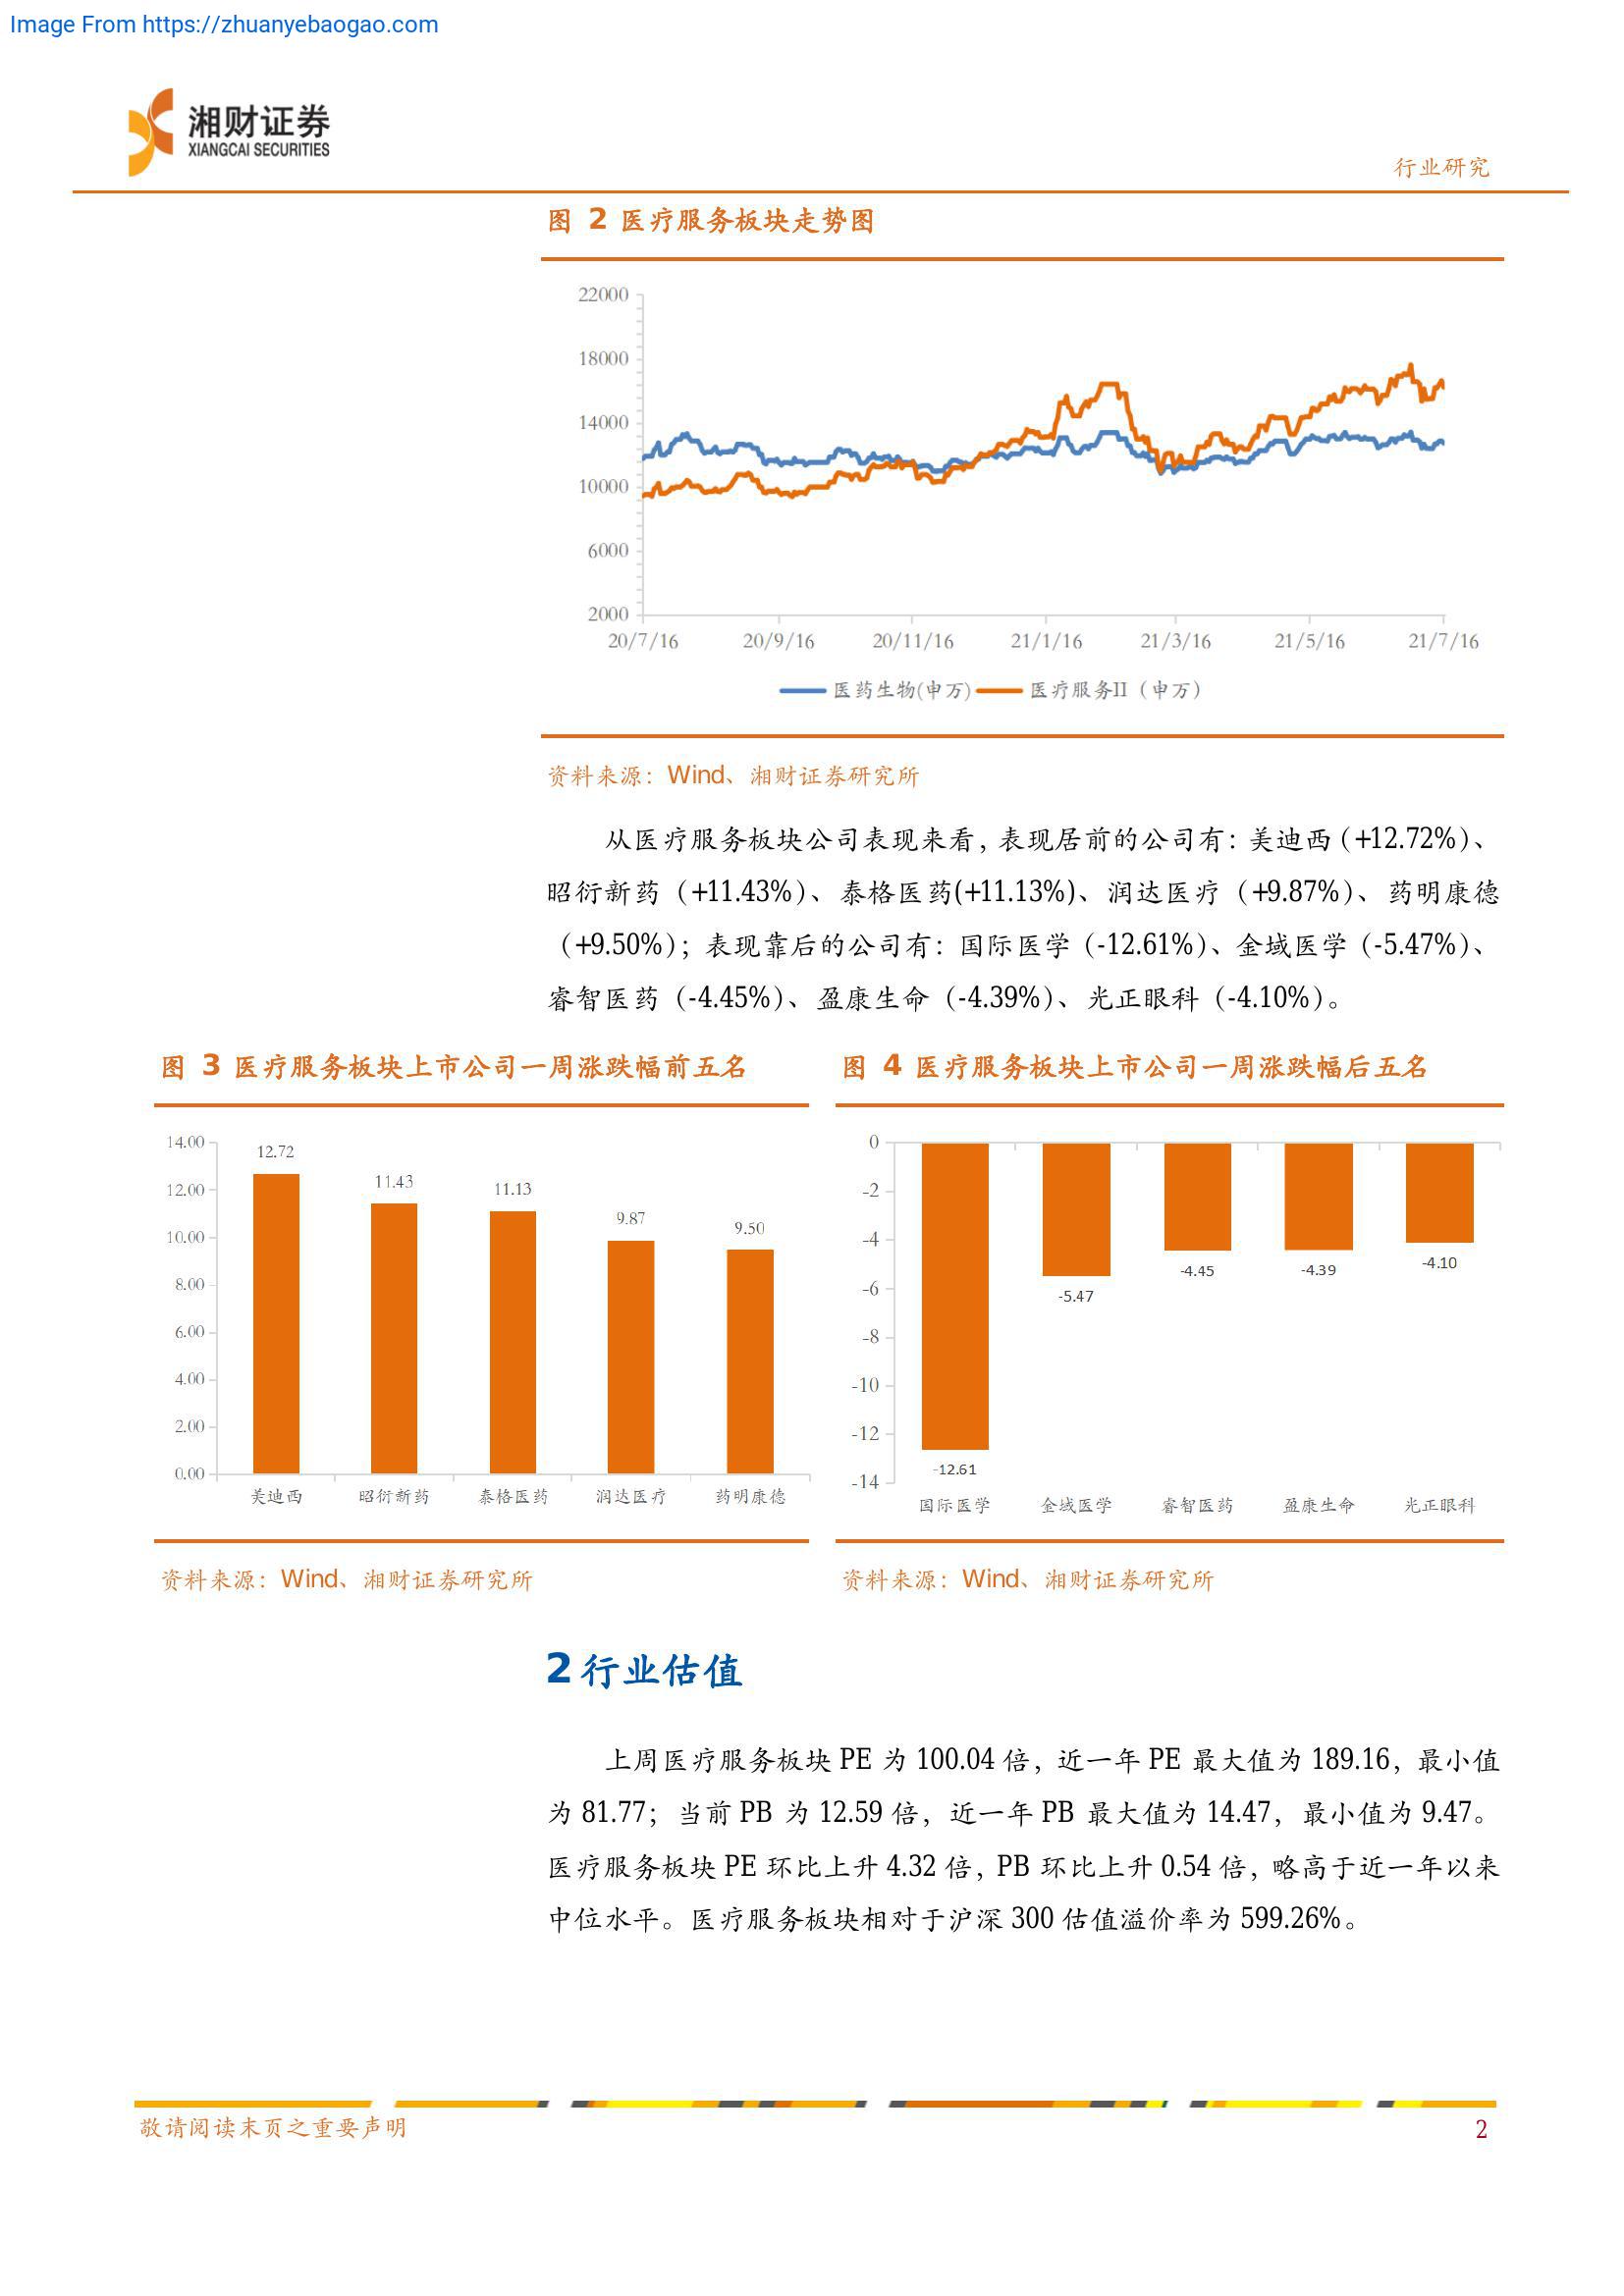 Image From https://zhuanyebaogao.com
湘财证券
XIANGCAI SECURITIES
行业研究
图 2 医疗服务板块走势图
22000
18000
14000
10000
6000
2000
20/7/16 20/9/16 20/11/16 21/1/16 21/3/16 21/5/16 21/7/16
医药生物(申万) 医疗服务II（申万）
资料来源：Wind、湘财证券研究所
从医疗服务板块公司表现来看，表现居前的公司有：美迪西（+12.72%）、
昭衍新药（+11.43%）、泰格医药(+11.13%)、润达医疗（+9.87%）、药明康德
（+9.50%）；表现靠后的公司有：国际医学（-12.61%）、金域医学（-5.47%）、
睿智医药（-4.45%）、盈康生命（-4.39%）、光正眼科（-4.10%）。
图 3 医疗服务板块上市公司一周涨跌幅前五名
14.00
12.00
10.00
8.00
6.00
4.00
2.00
0.00
12.72
11.43
11.13
9.87
9.50
美迪西 昭衍新药 泰格医药 润达医疗 药明康德
资料来源：Wind、湘财证券研究所
图 4 医疗服务板块上市公司一周涨跌幅后五名
0
-2
-4
-6
-8
-10
-12
-14
-12.61
-5.47
-4.45
-4.39
-4.10
国际医学 金域医学 睿智医药 盈康生命 光正眼科
资料来源：Wind、湘财证券研究所
2 行业估值
上周医疗服务板块 PE 为 100.04 倍，近一年 PE 最大值为 189.16，最小值
为 81.77；当前 PB 为 12.59 倍，近一年 PB 最大值为 14.47，最小值为 9.47。
医疗服务板块 PE 环比上升 4.32 倍，PB 环比上升 0.54 倍，略高于近一年以来
中位水平。医疗服务板块相对于沪深 300 估值溢价率为 599.26%。
敬请阅读末页之重要声明
2